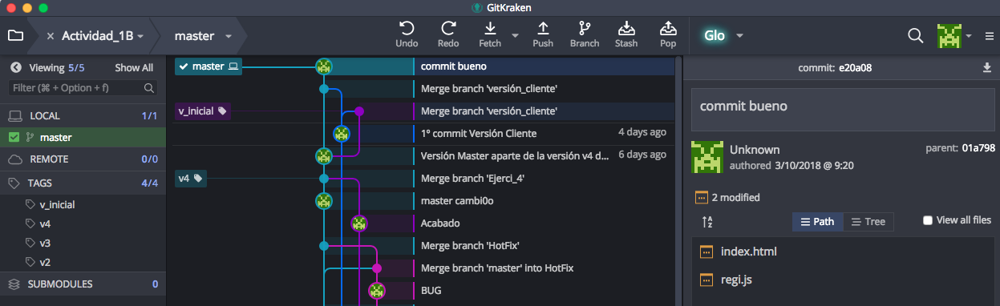 GitKraken
Actividad_1B
master
Undo
Redo
Fetch
Push
Branch
Stash
Pop
Glo
Viewing 5/5
Show All
Filter (⌘ + Option + f)
LOCAL
1/1
master
REMOTE
0/0
TAGS
4/4
v_inicial
v4
v3
v2
SUBMODULES
0
master
commit bueno
Merge branch 'versión_cliente'
v_inicial
Merge branch 'versión_cliente'
1º commit Versión Cliente
4 days ago
Versión Master aparte de la versión v4 d...
6 days ago
v4
Merge branch 'Ejerci_4'
master cambi0o
Acabado
Merge branch 'HotFix'
Merge branch 'master' into HotFix
BUG
commit: e20a08
commit bueno
Unknown
parent: 01a798
authored 3/10/2018 @ 9:20
2 modified
A
Z
Path
Tree
View all files
index.html
regi.js